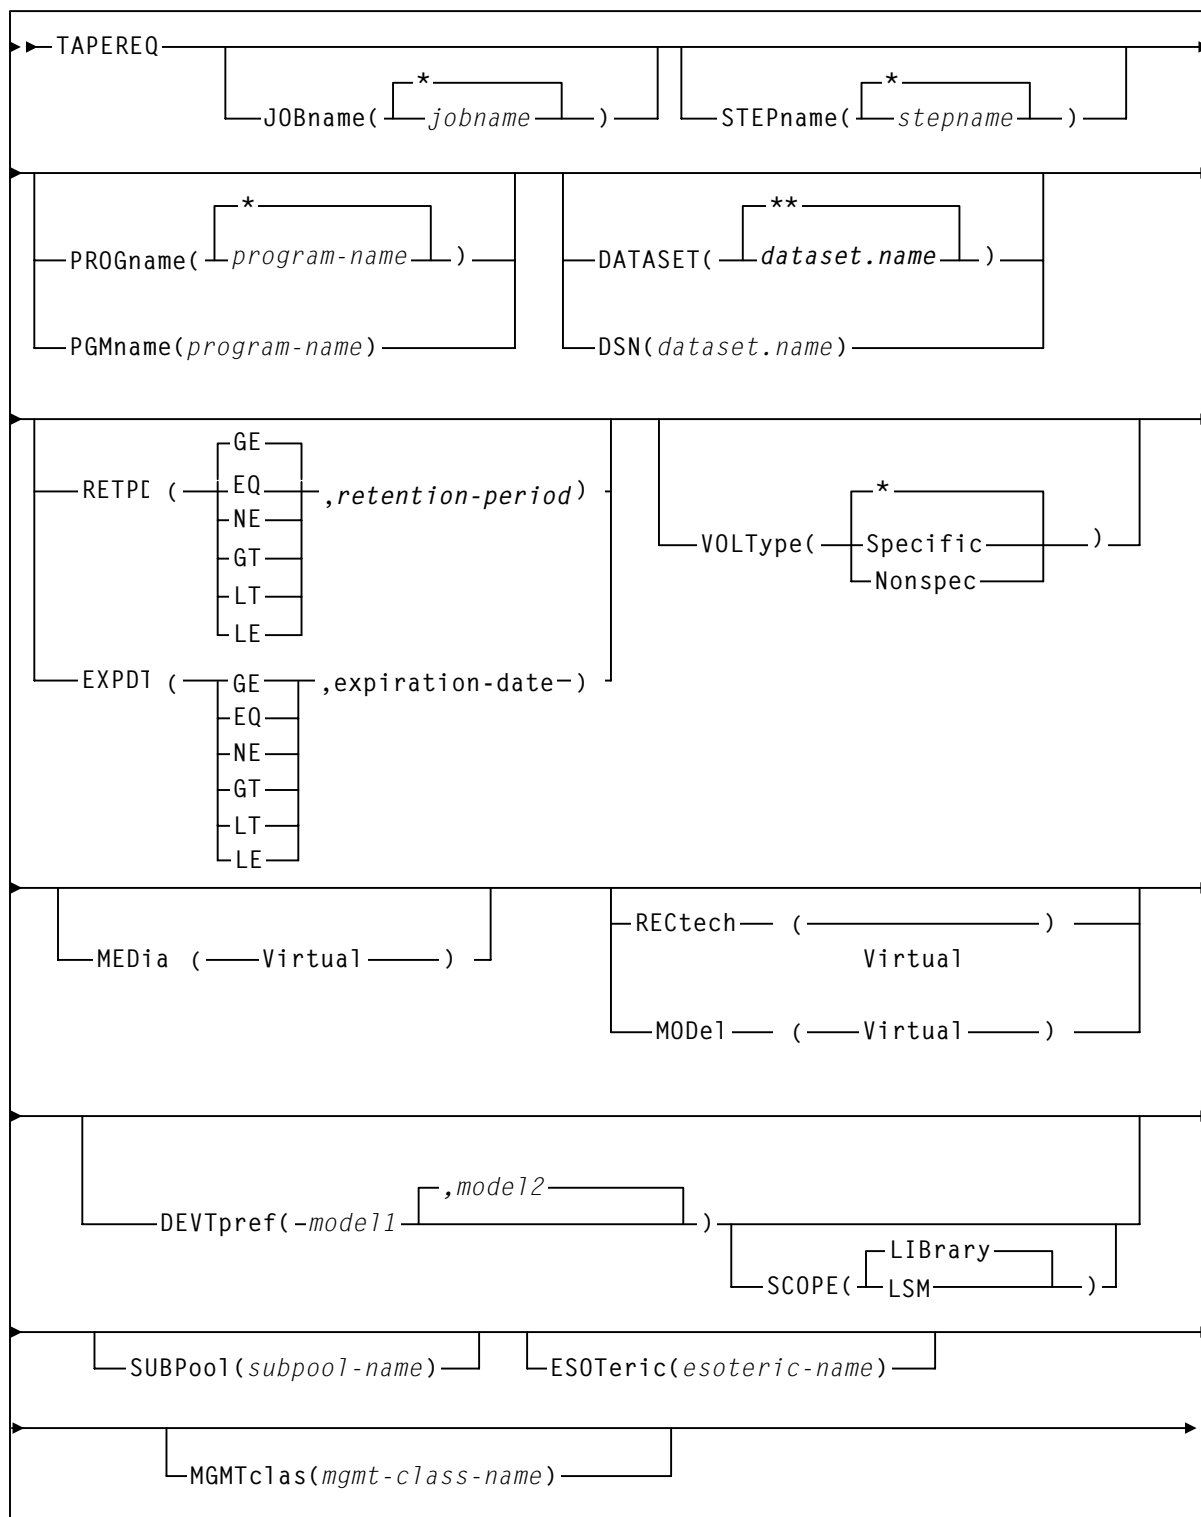 TAPEREQ
*
JOBname( jobname )
*
STEPname( stepname )
*
PROGname( program-name )
PGMname(program-name)
**
DATASET( dataset.name )
DSN(dataset.name)
GE
RETPD ( EQ ,retention-period)
NE
GT
LT
LE
*
VOLType( Specific )
Nonspec
EXPDT ( GE ,expiration-date )
EQ
NE
GT
LT
LE
MEDia ( Virtual )
RECtech ( )
Virtual
MODel ( Virtual )
,model2
DEVTpref( model1 )
LIBrary
SCOPE( LSM )
SUBPool(subpool-name)
ESOTeric(esoteric-name)
MGMTclas(mgmt-class-name)